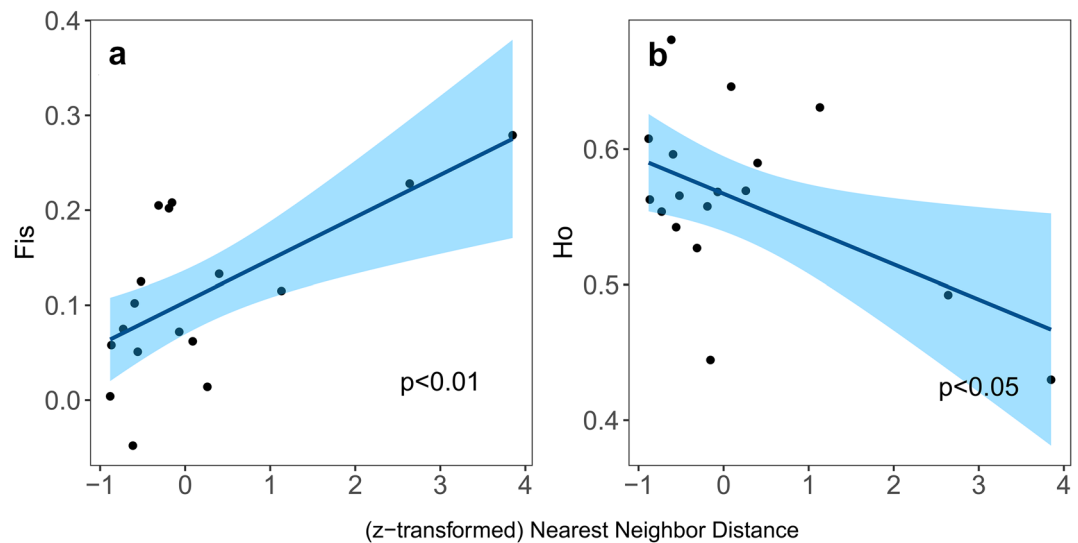 a
Fis
0.4
0.3
0.2
0.1
0.0
p<0.01
−1 0 1 2 3 4
b
Ho
0.6
0.5
0.4
p<0.05
−1 0 1 2 3 4
(z−transformed) Nearest Neighbor Distance